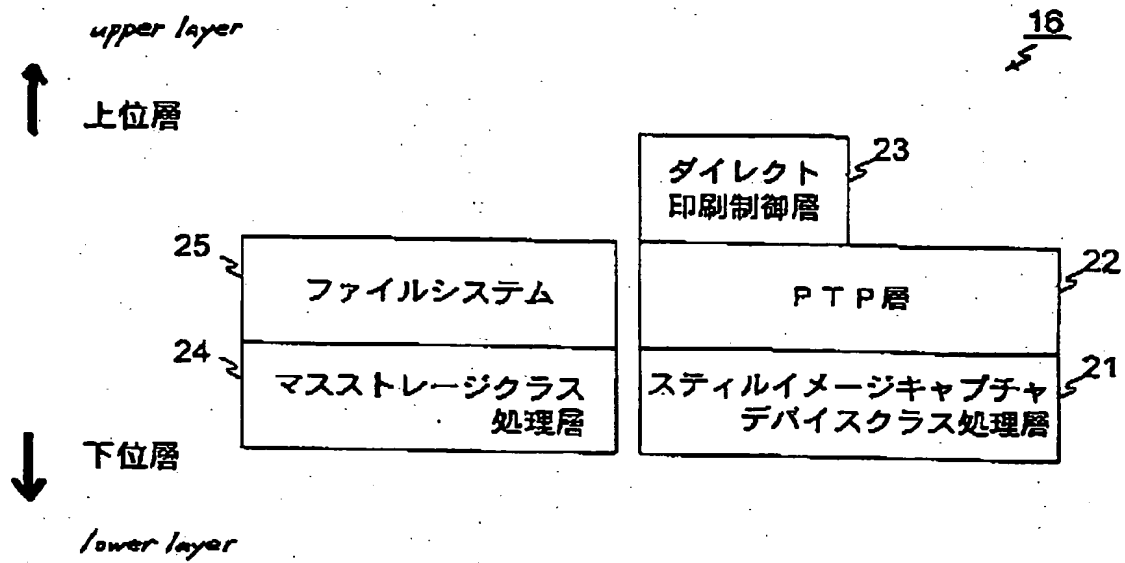 upper layer
16
上位層
ダイレクト
印刷制御層
23
25
ファイルシステム
PTP層
22
24
マスストレージクラス
処理層
スティルイメージキャプチャ
デバイスクラス処理層
21
下位層
lower layer